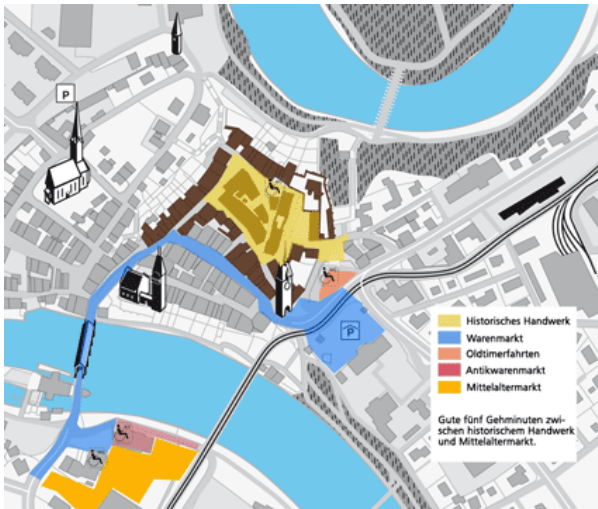 P
P
Historisches Handwerk
Warenmarkt
Oldtimerfahrten
Antikwarenmarkt
Mittelaltermarkt
Gute fünf Gehminuten zwi-
schen historischem Handwerk
und Mittelaltermarkt.